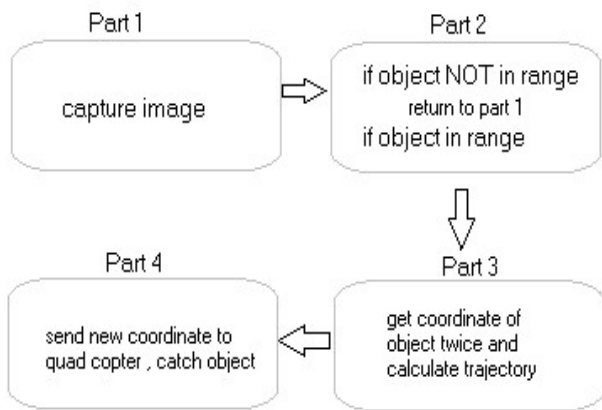 Part 1
capture image
Part 2
if object NOT in range
return to part 1
if object in range
Part 3
get coordinate of
object twice and
calculate trajectory
Part 4
send new coordinate to
quad copter , catch object